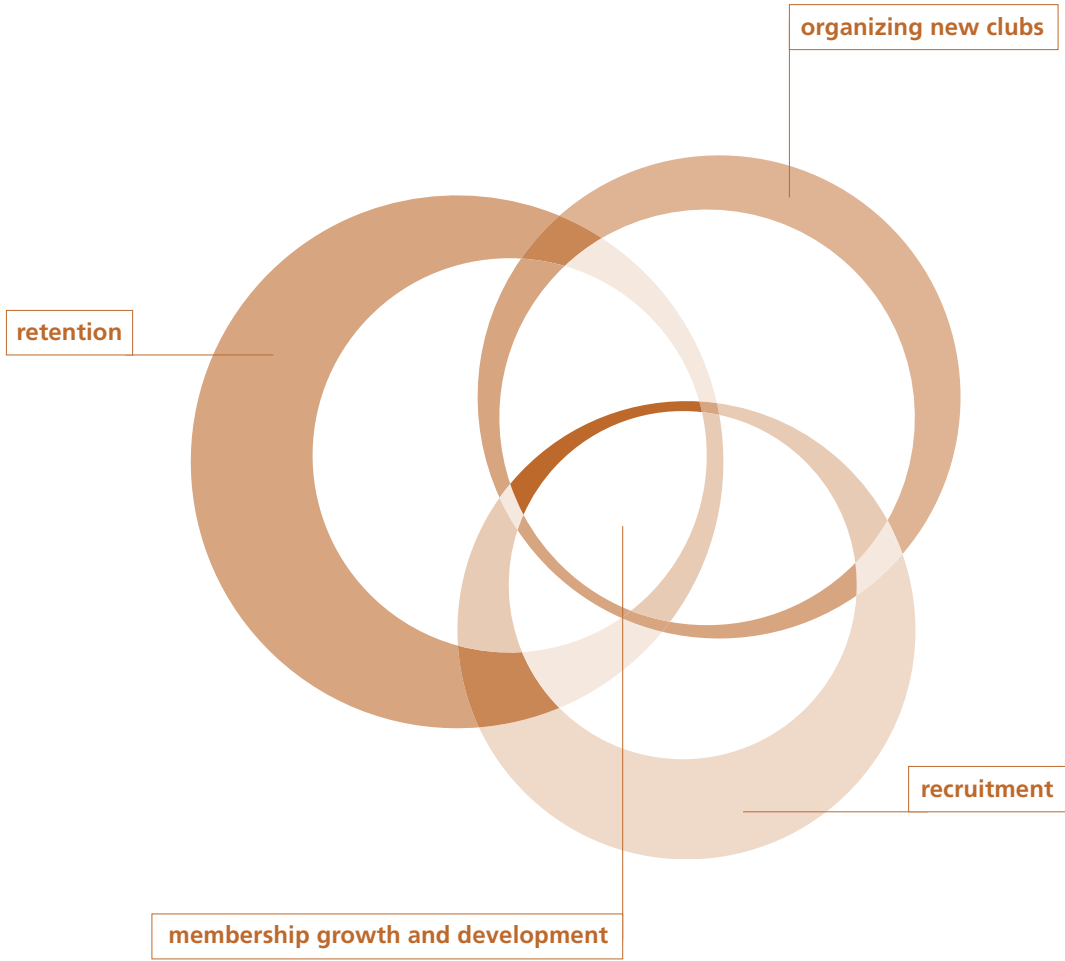 organizing new clubs
retention
recruitment
membership growth and development